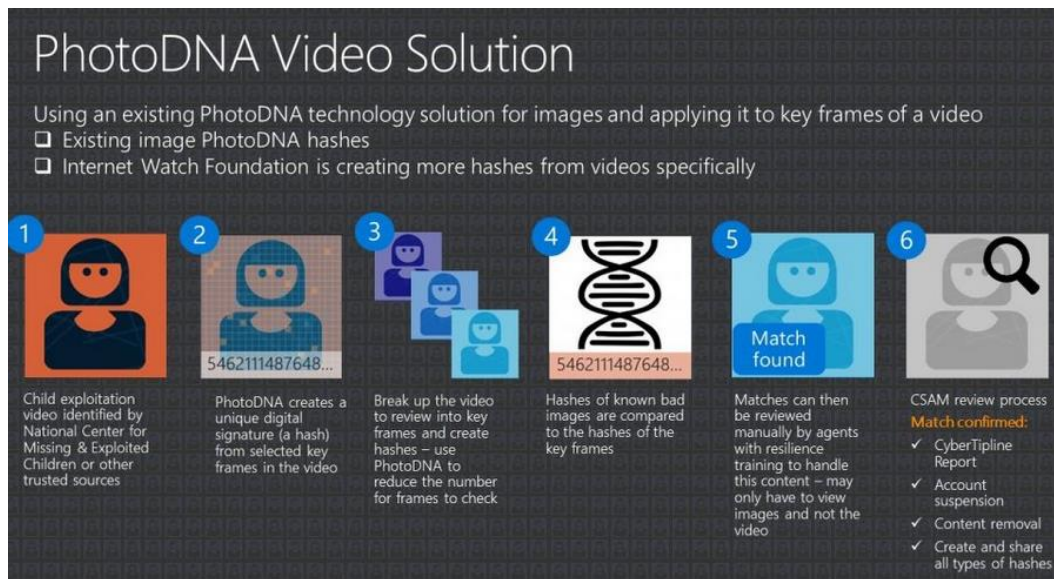 PhotoDNA Video Solution
Using an existing PhotoDNA technology solution for images and applying it to key frames of a video
Existing image PhotoDNA hashes
Internet Watch Foundation is creating more hashes from videos specifically
1
Child exploitation
video identified by
National Center for
Missing & Exploited
Children or other
trusted sources
2
5462111487648...
PhotoDNA creates a
unique digital
signature (a hash)
from selected key
frames in the video
3
Break up the video
to review into key
frames and create
hashes – use
PhotoDNA to
reduce the number
for frames to check
4
5462111487648...
Hashes of known bad
images are compared
to the hashes of the
key frames
5
Match
found
Matches can then
be reviewed
manually by agents
with resilience
training to handle
this content – may
only have to view
images and not the
video
6
CSAM review process
Match confirmed:
✓ CyberTipline
Report
✓ Account
suspension
✓ Content removal
✓ Create and share
all types of hashes